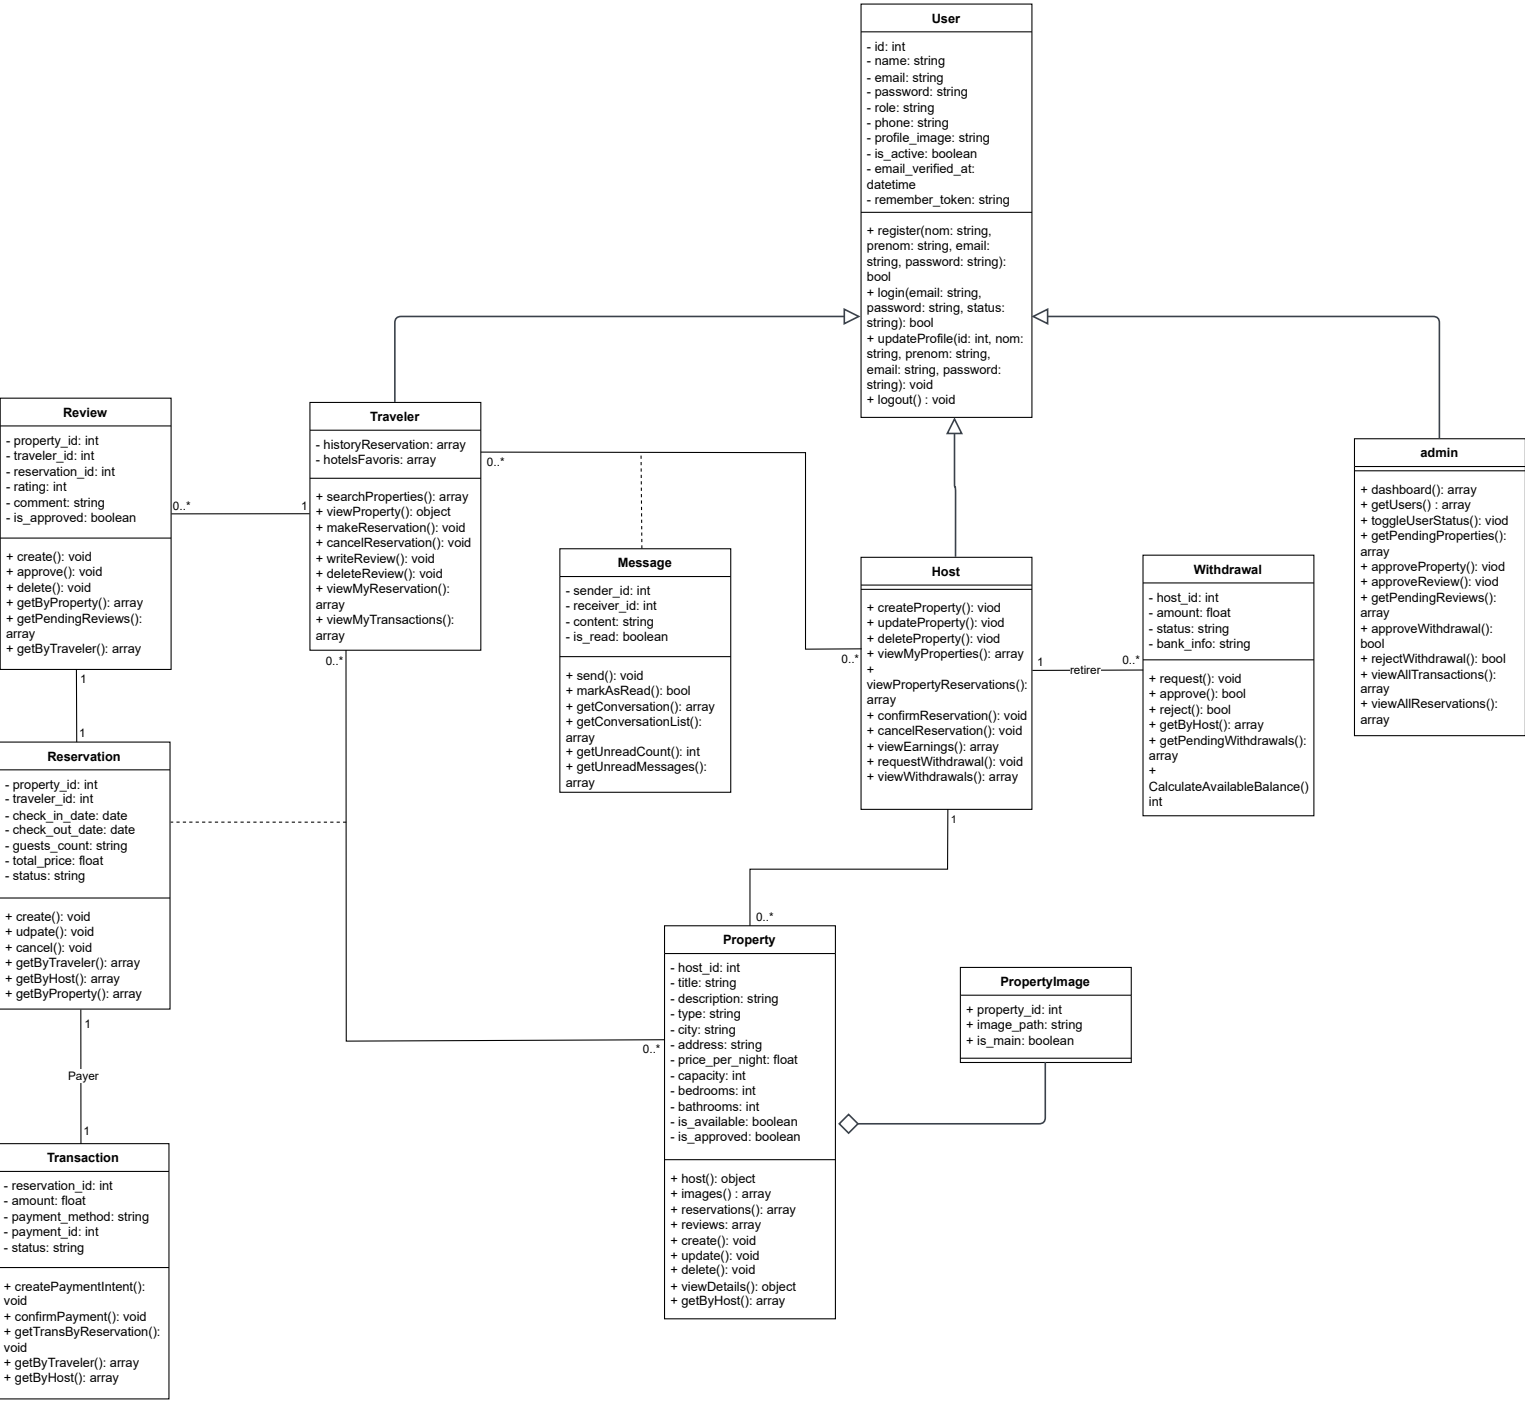 User
- id: int
- name: string
- email: string
- password: string
- role: string
- phone: string
- profile_image: string
- is_active: boolean
- email_verified_at:
datetime
- remember_token: string
+ register(nom: string,
prenom: string, email:
string, password: string):
bool
+ login(email: string,
password: string, status:
string): bool
+ updateProfile(id: int, nom:
string, prenom: string,
email: string, password:
string): void
+ logout() : void
Review
- property_id: int
- traveler_id: int
- reservation_id: int
- rating: int
- comment: string
- is_approved: boolean
+ create(): void
+ approve(): void
+ delete(): void
+ getByProperty(): array
+ getPendingReviews():
array
+ getByTraveler(): array
0..*
1
Traveler
- historyReservation: array
- hotelsFavoris: array
+ searchProperties(): array
+ viewProperty(): object
+ makeReservation(): void
+ cancelReservation(): void
+ writeReview(): void
+ deleteReview(): void
+ viewMyReservation():
array
+ viewMyTransactions():
array
0..*
0..*
Message
- sender_id: int
- receiver_id: int
- content: string
- is_read: boolean
+ send(): void
+ markAsRead(): bool
+ getConversation(): array
+ getConversationList():
array
+ getUnreadCount(): int
+ getUnreadMessages():
array
0..*
Host
+ createProperty(): viod
+ updateProperty(): viod
+ deleteProperty(): viod
+ viewMyProperties(): array
+
viewPropertyReservations():
array
+ confirmReservation(): void
+ cancelReservation(): void
+ viewEarnings(): array
+ requestWithdrawal(): void
+ viewWithdrawals(): array
1
retirer
0..*
Withdrawal
- host_id: int
- amount: float
- status: string
- bank_info: string
+ request(): void
+ approve(): bool
+ reject(): bool
+ getByHost(): array
+ getPendingWithdrawals():
array
+
CalculateAvailableBalance()
int
admin
+ dashboard(): array
+ getUsers() : array
+ toggleUserStatus(): viod
+ getPendingProperties():
array
+ approveProperty(): viod
+ approveReview(): viod
+ getPendingReviews():
array
+ approveWithdrawal():
bool
+ rejectWithdrawal(): bool
+ viewAllTransactions():
array
+ viewAllReservations():
array
1
1
Reservation
- property_id: int
- traveler_id: int
- check_in_date: date
- check_out_date: date
- guests_count: string
- total_price: float
- status: string
+ create(): void
+ udpate(): void
+ cancel(): void
+ getByTraveler(): array
+ getByHost(): array
+ getByProperty(): array
1
Payer
1
Transaction
- reservation_id: int
- amount: float
- payment_method: string
- payment_id: int
- status: string
+ createPaymentIntent():
void
+ confirmPayment(): void
+ getTransByReservation():
void
+ getByTraveler(): array
+ getByHost(): array
1
0..*
0..*
Property
- host_id: int
- title: string
- description: string
- type: string
- city: string
- address: string
- price_per_night: float
- capacity: int
- bedrooms: int
- bathrooms: int
- is_available: boolean
- is_approved: boolean
+ host(): object
+ images() : array
+ reservations(): array
+ reviews: array
+ create(): void
+ update(): void
+ delete(): void
+ viewDetails(): object
+ getByHost(): array
PropertyImage
+ property_id: int
+ image_path: string
+ is_main: boolean